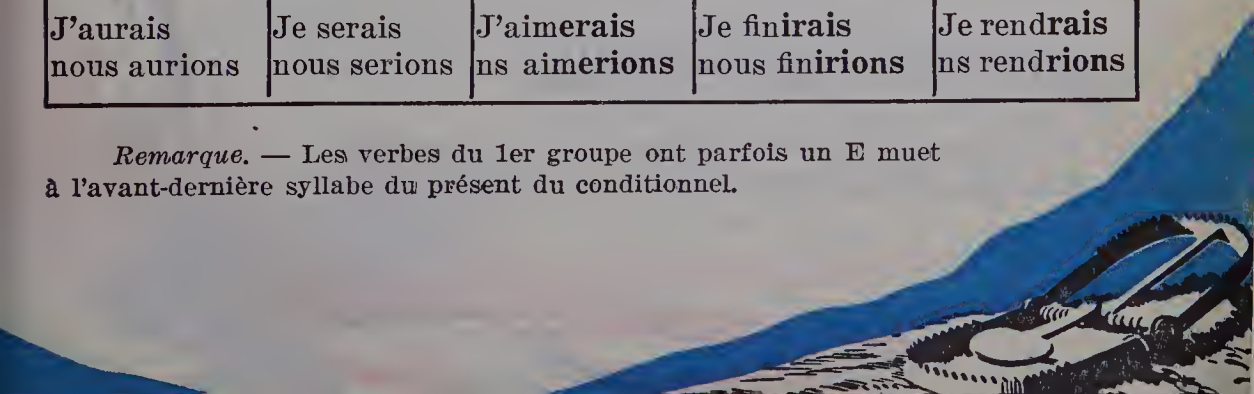 J'aurais Je serais J'aimerais Je finirais Je rendrais
nous aurions nous serions ns aimerions nous finirions ns rendrions
Remarque. — Les verbes du 1er groupe ont parfois un E muet
à l'avant-dernière syllabe du présent du conditionnel.